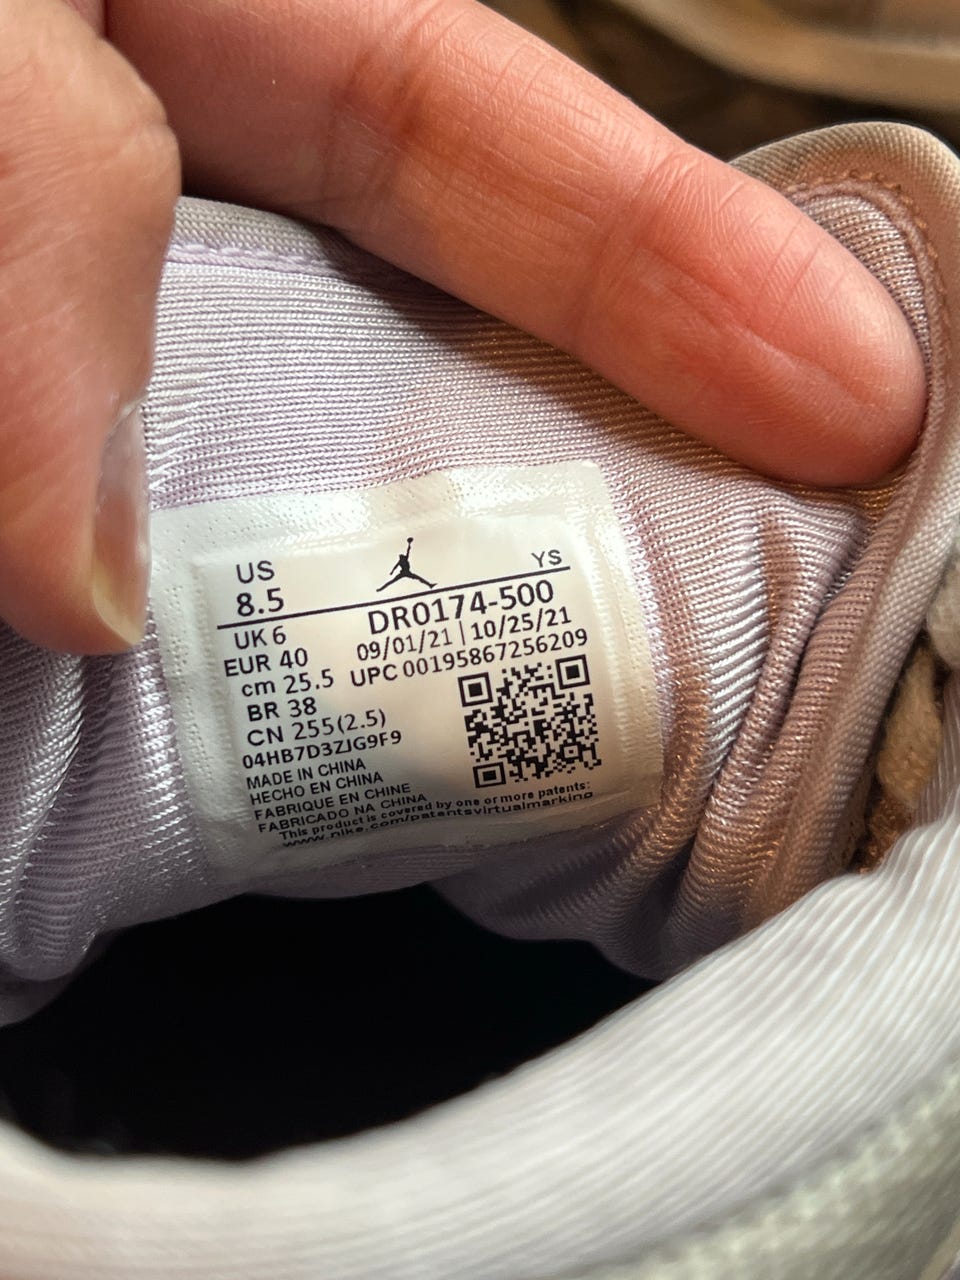 US
8.5
YS
DR0174-500
09/01/21 | 10/25/21
UPC 00195867256209
UK 6
EUR 40
cm 25.5
BR 38
CN 255(2.5)
04HB7D3ZJG9F9
MADE IN CHINA
HECHO EN CHINA
FABRIQUE EN CHINE
FABRICADO NA CHINA
This product is covered by one or more patents:
www.nike.com/patentsvirtualmarking